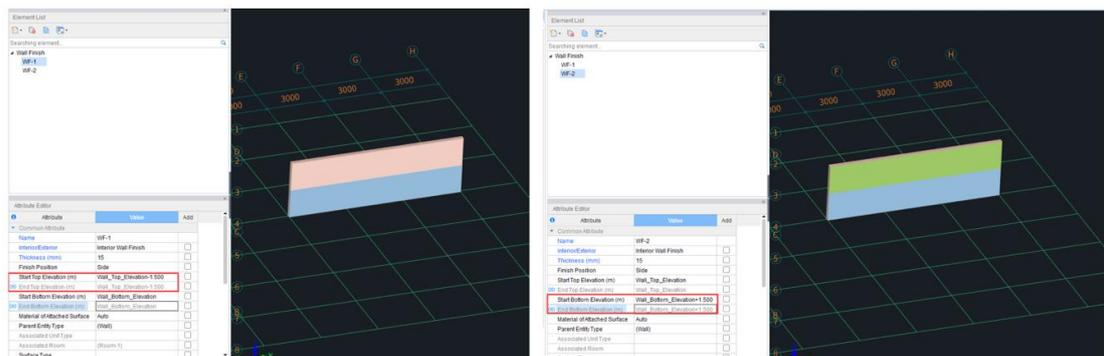 Element List
Searching element...
Wall Finish
WF-1
WF-2
Attribute Editor
Attribute Value Add
Common Attribute
Name WF-1
Interior/Exterior Interior Wall Finish
Thickness (mm) 15
Finish Position Side
Start Top Elevation (m) Wall_Top_Elevation-1.500
End Top Elevation (m) Wall_Top_Elevation-1.500
Start Bottom Elevation (m) Wall_Bottom_Elevation
End Bottom Elevation (m) Wall_Bottom_Elevation
Material of Attached Surface Auto
Parent Entity Type (Wall)
Associated Unit Type
Associated Room (Room-1)
Surface Type
E F G H
3000 3000 3000
Element List
Searching element...
Wall Finish
WF-1
WF-2
Attribute Editor
Attribute Value Add
Common Attribute
Name WF-2
Interior/Exterior Interior Wall Finish
Thickness (mm) 15
Finish Position Side
Start Top Elevation (m) Wall_Top_Elevation
End Top Elevation (m) Wall_Top_Elevation
Start Bottom Elevation (m) Wall_Bottom_Elevation+1.500
End Bottom Elevation (m) Wall_Bottom_Elevation+1.500
Material of Attached Surface Auto
Parent Entity Type (Wall)
Associated Unit Type
Associated Room
E F G H
3000 3000 3000